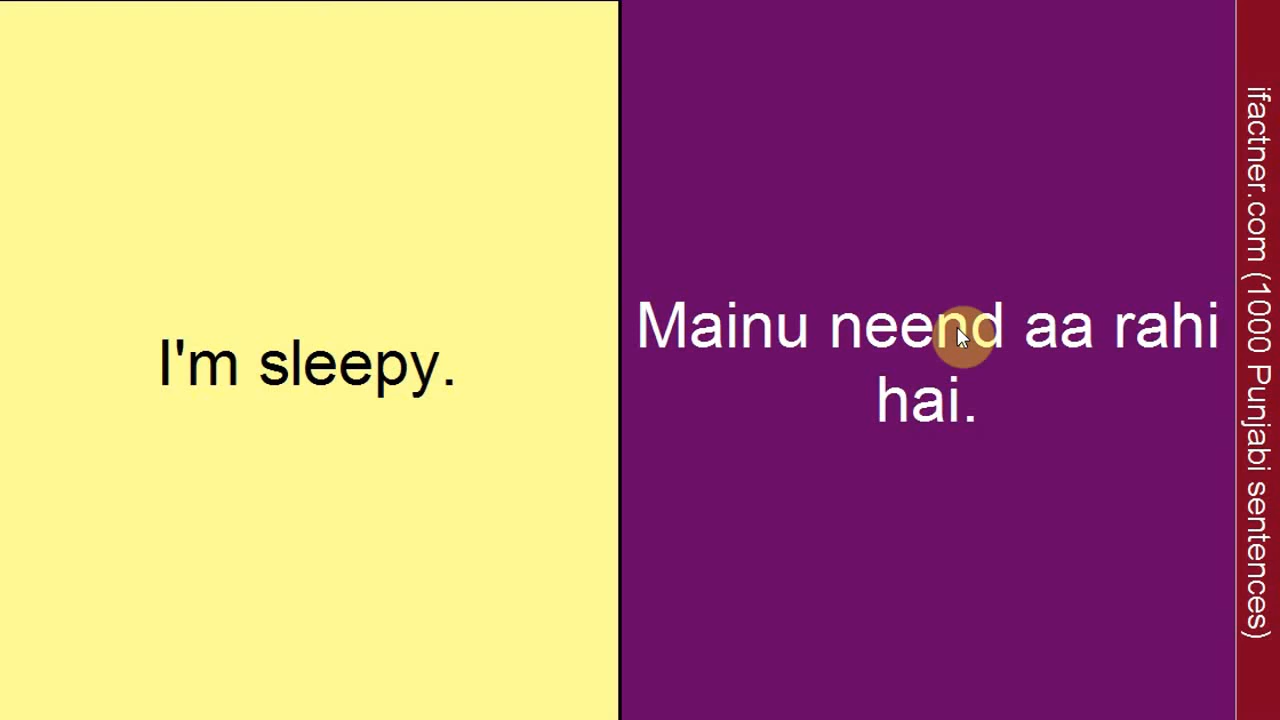 I'm sleepy.
Mainu neend aa rahi
hai.
ifactner.com (1000 Punjabi sentences)